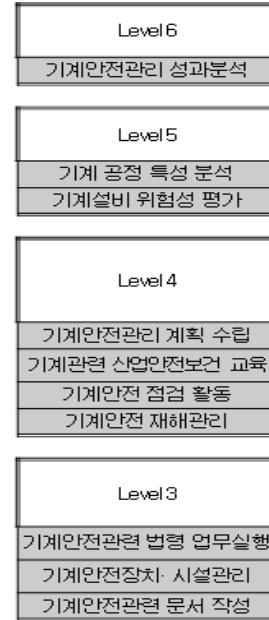 Level 6
기계안전관리 성과분석
Level 5
기계 공정 특성 분석
기계설비 위험성 평가
Level 4
기계안전관리 계획 수립
기계관련 산업안전보건 교육
기계안전 점검 활동
기계안전 재해관리
Level 3
기계안전관련 법령 업무실행
기계안전장치· 시설관리
기계안전관련 문서 작성